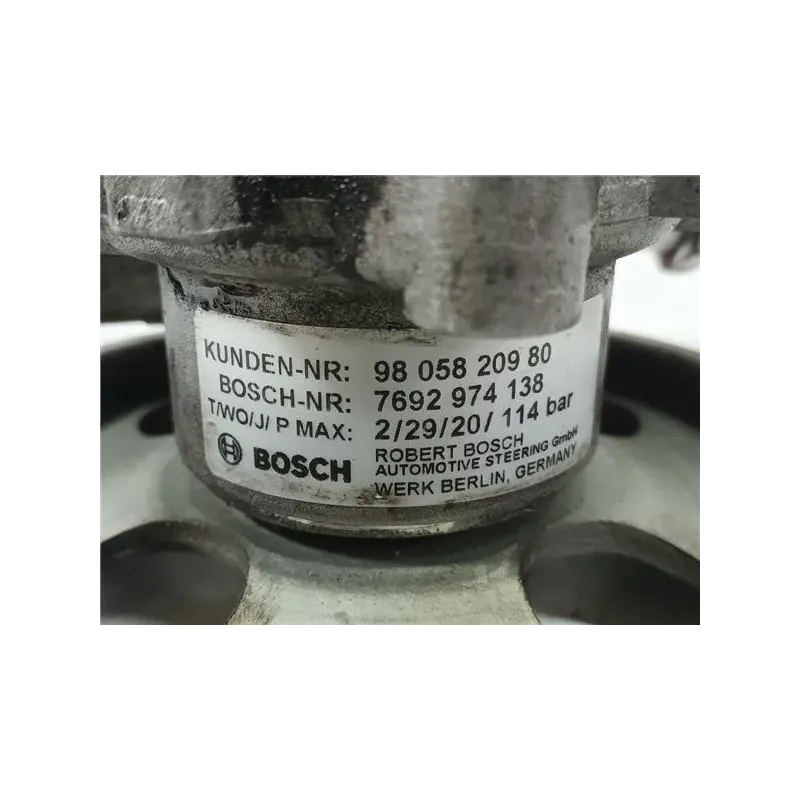 KUNDEN-NR: 98 058 209 80
BOSCH-NR: 7692 974 138
T/WO/J/ P MAX: 2/29/20/ 114 bar
BOSCH
ROBERT BOSCH
AUTOMOTIVE STEERING GmbH
WERK BERLIN, GERMANY